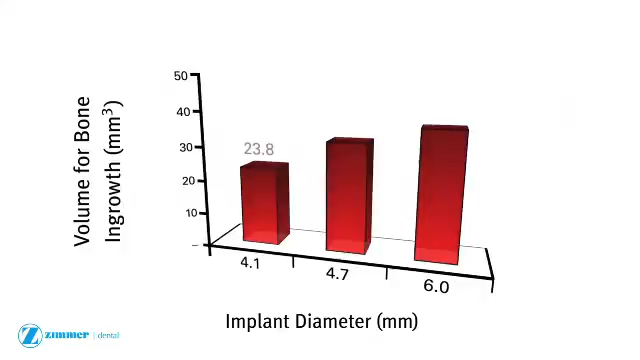 50
40
30
20
10
Volume for Bone
Ingrowth (mm³)
23.8
4.1
4.7
6.0
Implant Diameter (mm)
Z zimmer | dental